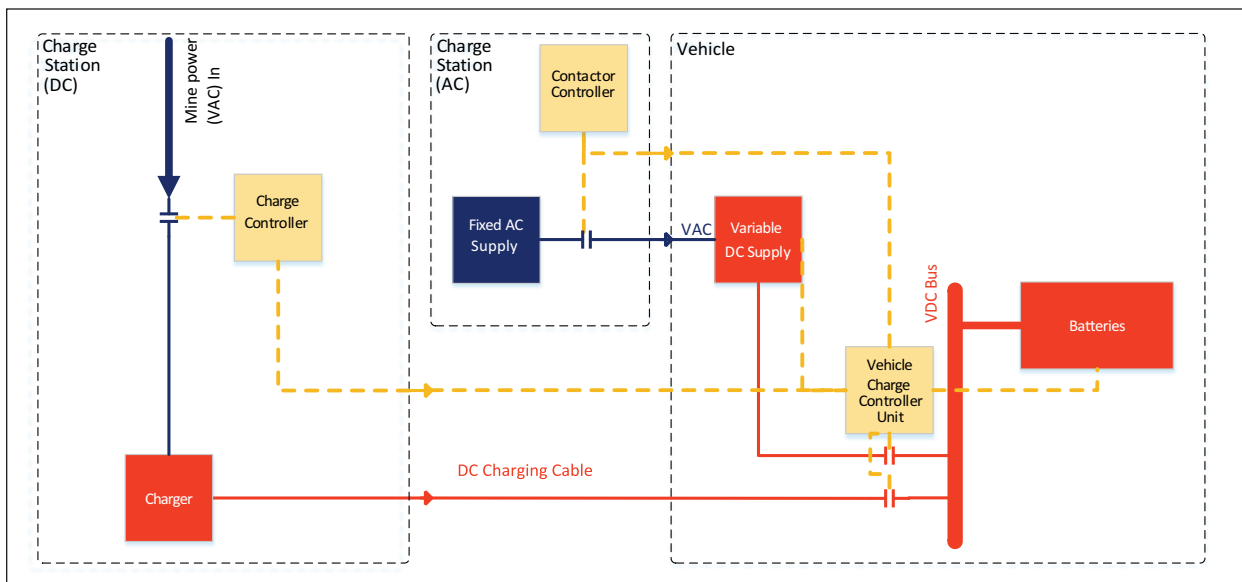 Charge
Station
(DC)
Mine power
(VAC) In
Charge
Controller
Charger
Charge
Station
(AC)
Contactor
Controller
Fixed AC
Supply
Vehicle
VAC
Variable
DC Supply
VDC Bus
Batteries
Vehicle
Charge
Controller
Unit
DC Charging Cable